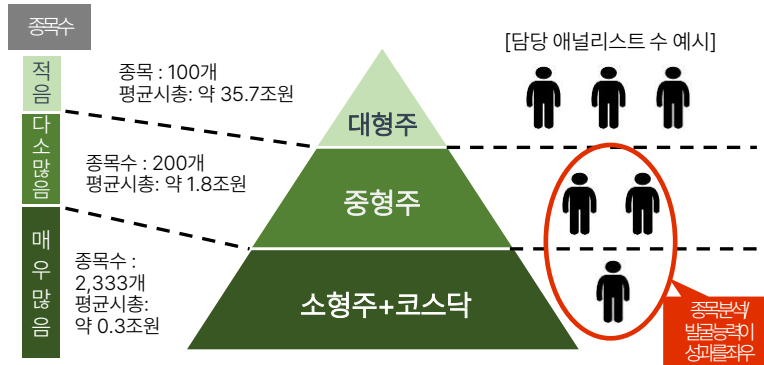 종목수
적음
다소많음
매우많음
종목 : 100개
평균시총: 약 35.7조원
종목수 : 200개
평균시총: 약 1.8조원
종목수 :
2,333개
평균시총:
약 0.3조원
대형주
중형주
소형주+코스닥
[담당 애널리스트 수 예시]
종목분석/
발굴능력이
성과를좌우